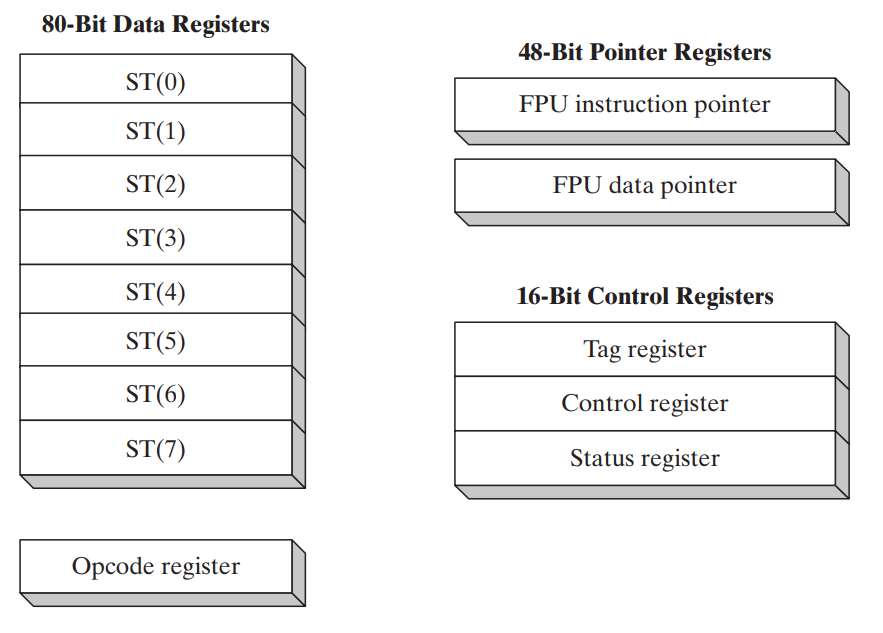 80-Bit Data Registers
ST(0)
ST(1)
ST(2)
ST(3)
ST(4)
ST(5)
ST(6)
ST(7)
Opcode register
48-Bit Pointer Registers
FPU instruction pointer
FPU data pointer
16-Bit Control Registers
Tag register
Control register
Status register